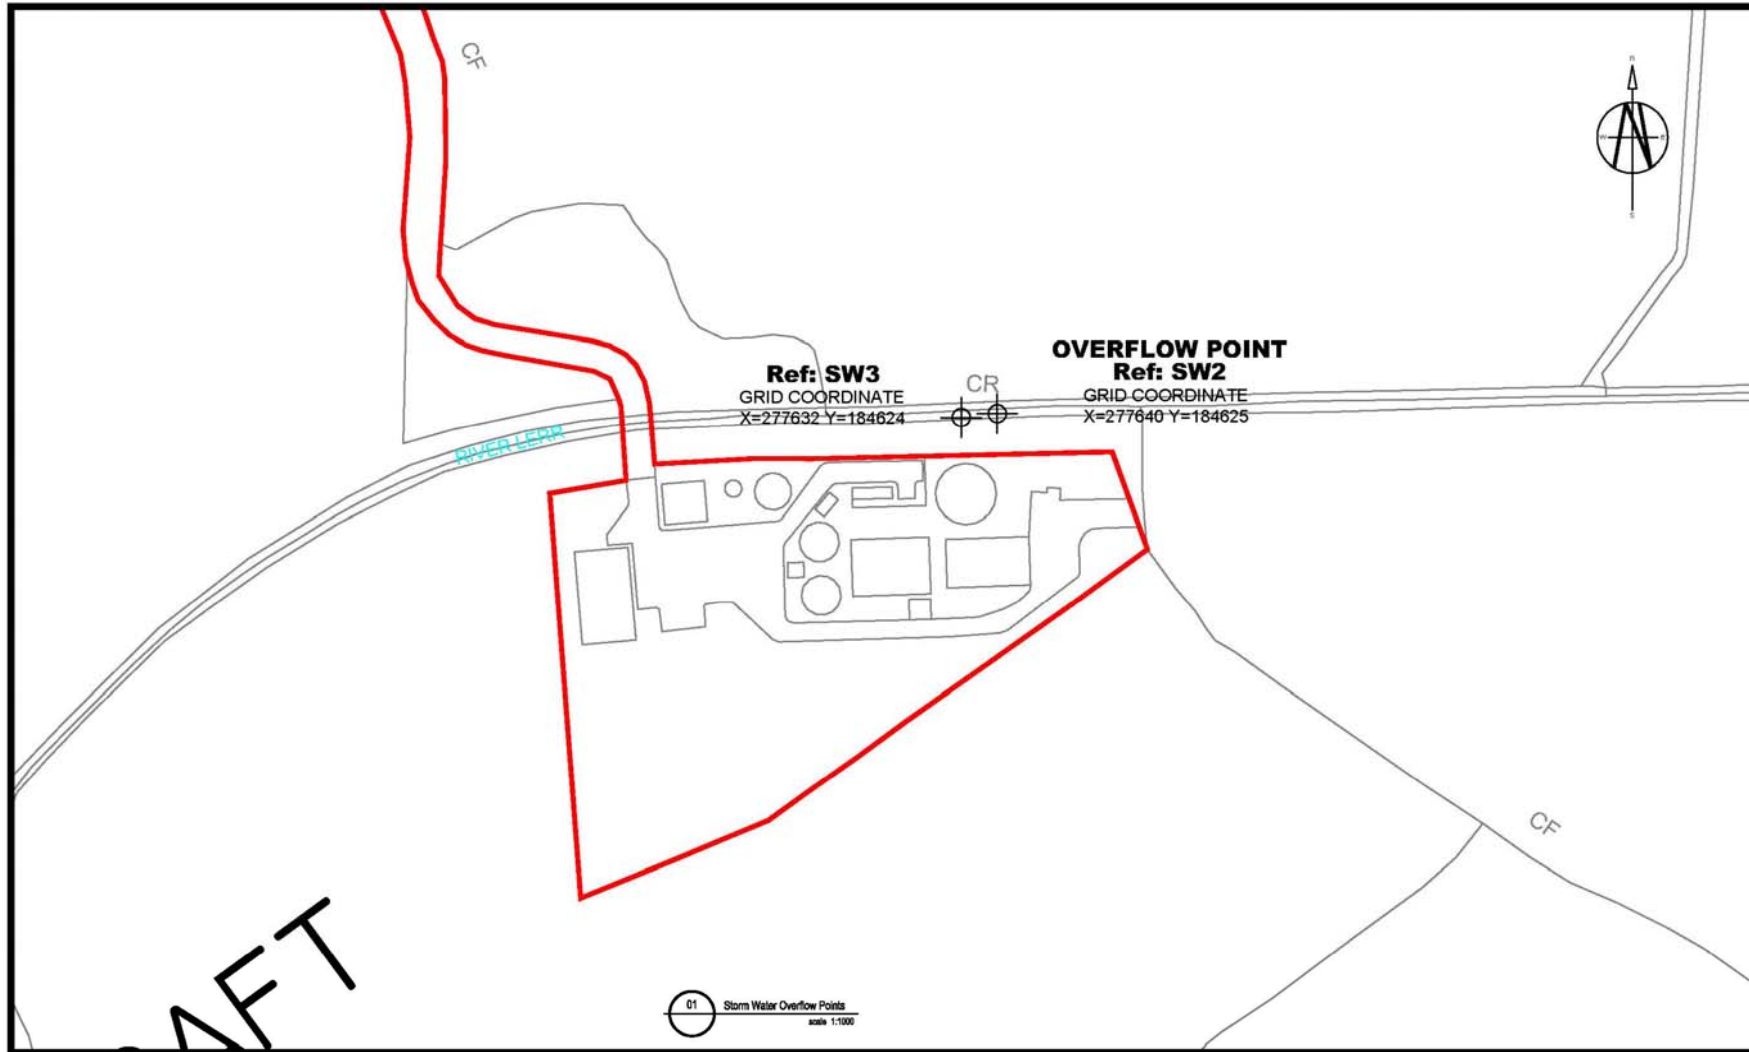 CF
n
W
E
s
OVERFLOW POINT
Ref: SW3
Ref: SW2
GRID COORDINATE
CR
GRID COORDINATE
X=277632 Y=184624
X=277640 Y=184625
RIVER LERR
CF
AFT
01
Storm Water Overflow Points
scale 1:1000